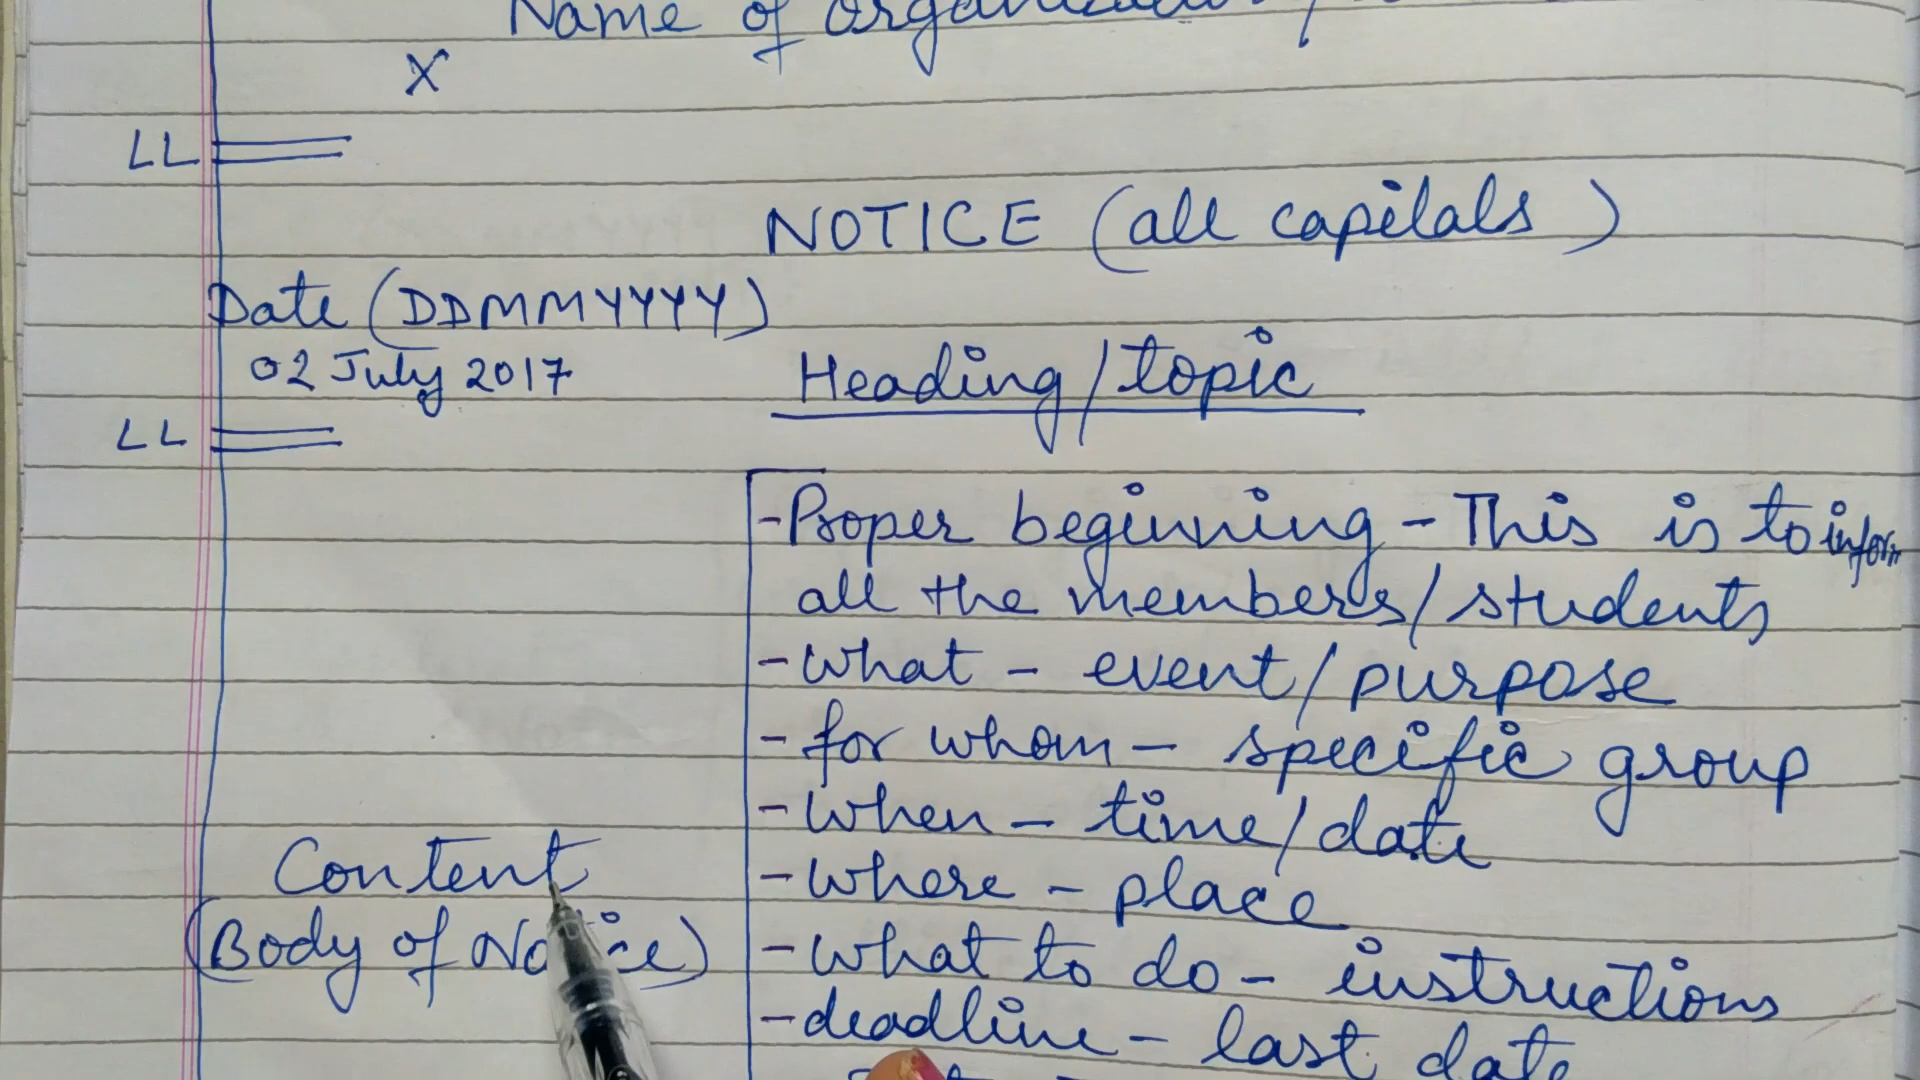 Name of organization/
X
LL
NOTICE (all capitals)
Date (DDMMYYYY)
02 July 2017
Heading/topic
LL
-Proper beginning - This is to inform
all the members/students
-what - event/purpose
-for whom - specific group
-when - time/date
-where - place
Content
(Body of Notice)
-what to do - instructions
-deadline - last date